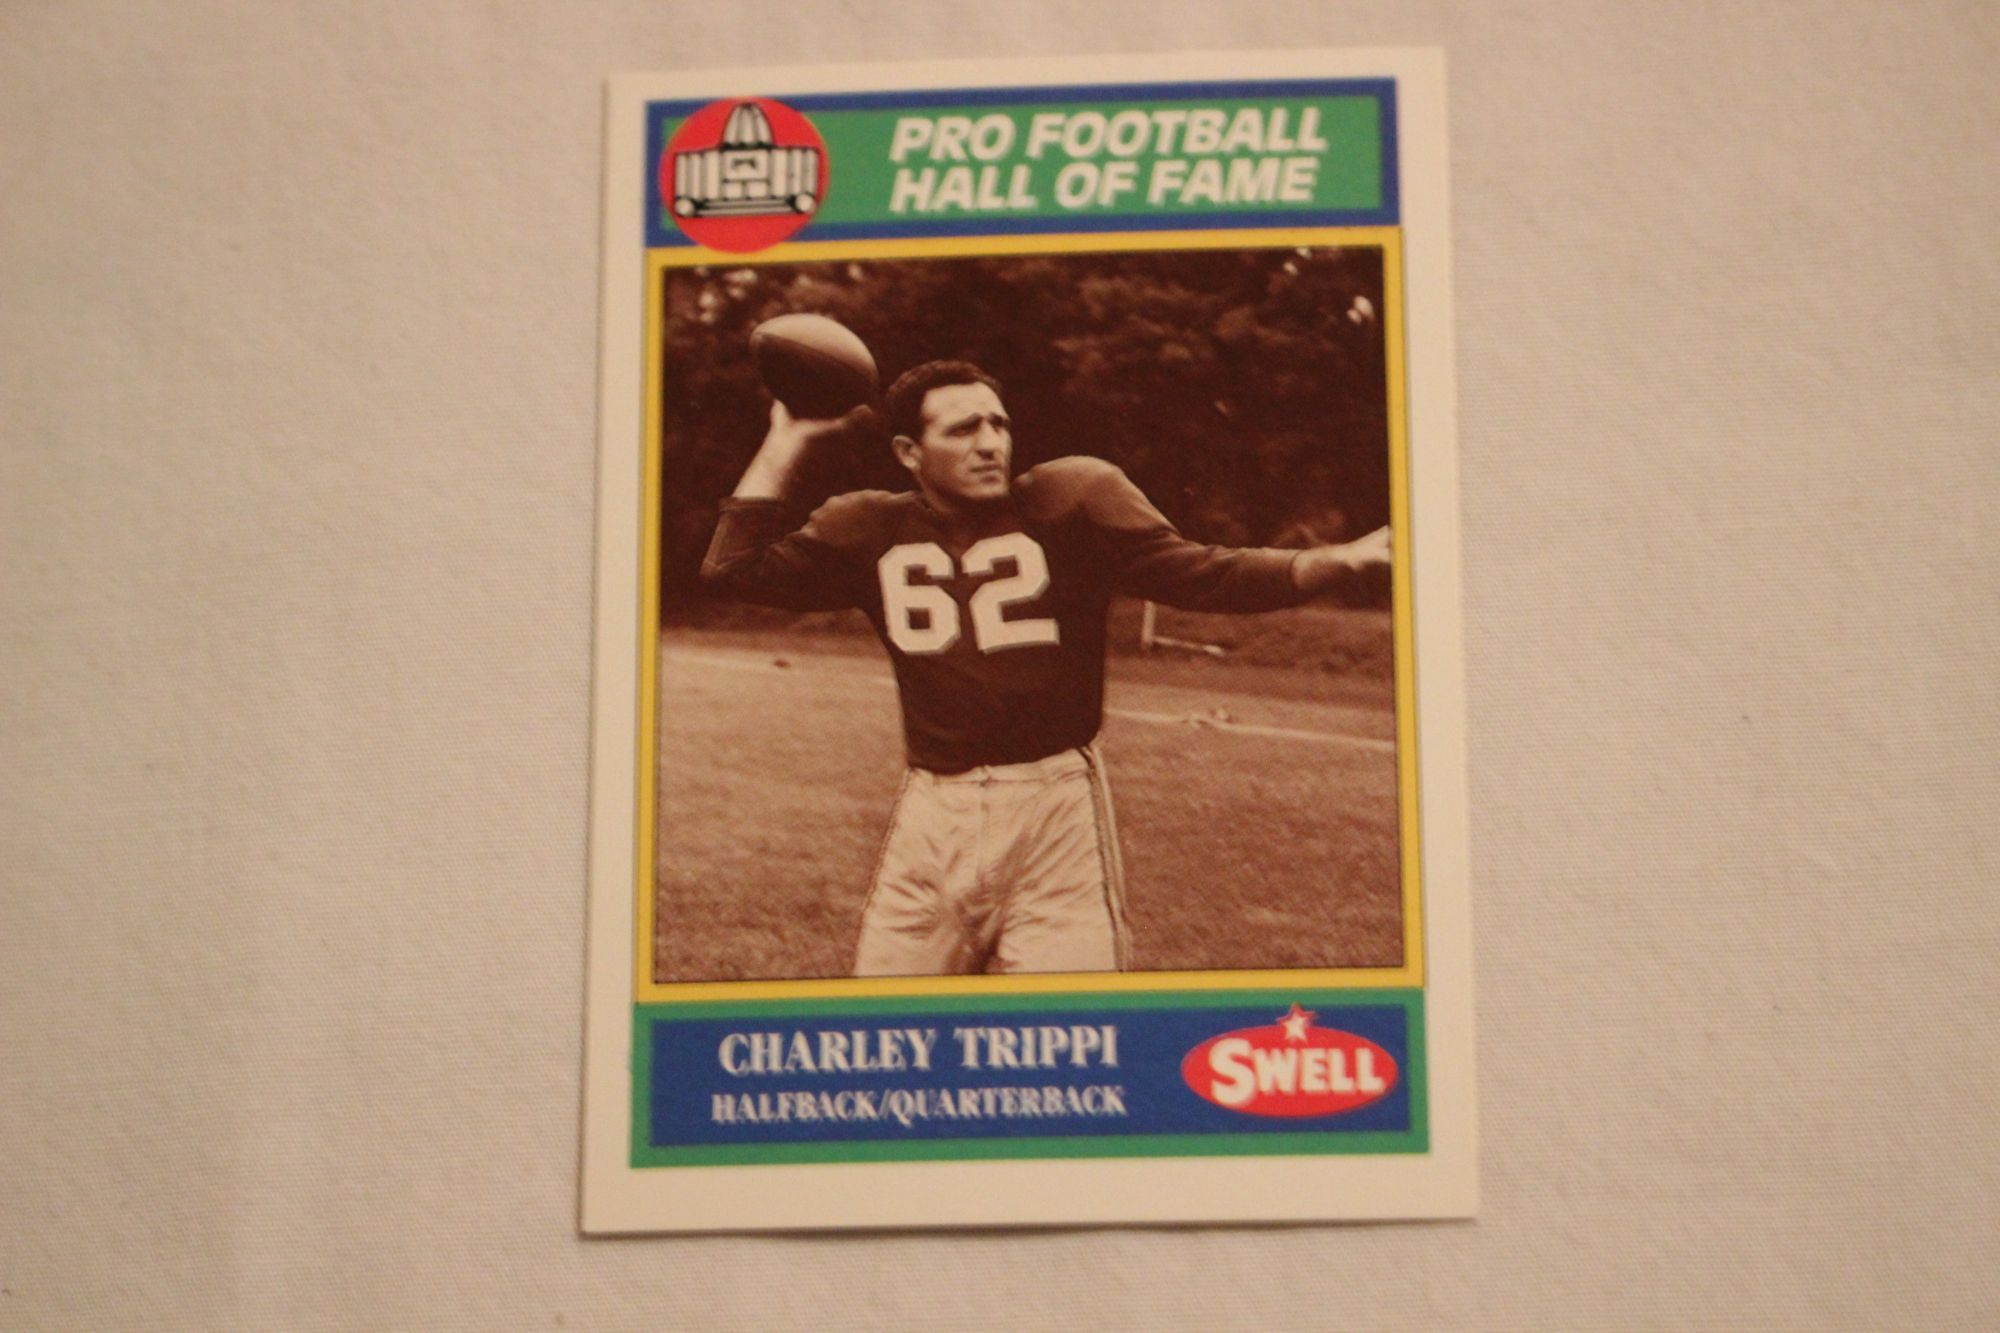 PRO FOOTBALL
HALL OF FAME
62
CHARLEY TRIPPI
HALFBACK/QUARTERBACK
SWELL